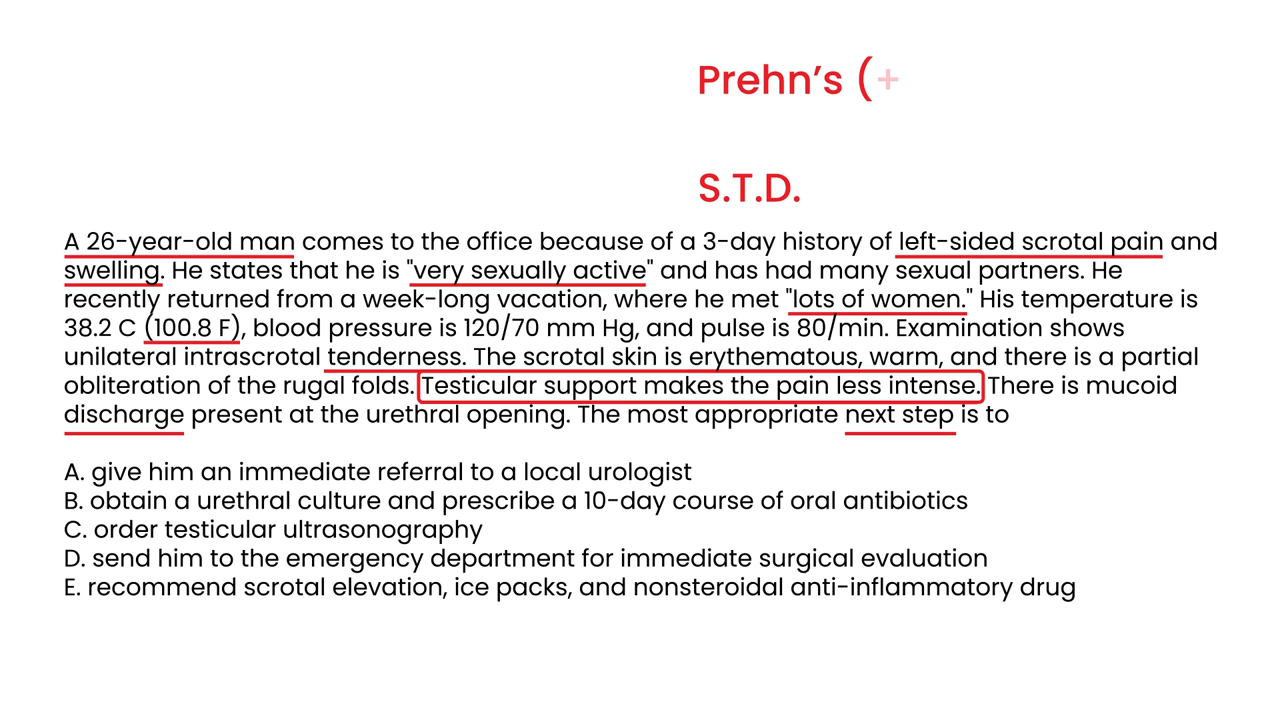 Prehn's (+
S.T.D.
A 26-year-old man comes to the office because of a 3-day history of left-sided scrotal pain and
swelling. He states that he is "very sexually active" and has had many sexual partners. He
recently returned from a week-long vacation, where he met "lots of women." His temperature is
38.2 C (100.8 F), blood pressure is 120/70 mm Hg, and pulse is 80/min. Examination shows
unilateral intrascrotal tenderness. The scrotal skin is erythematous, warm, and there is a partial
obliteration of the rugal folds. Testicular support makes the pain less intense. There is mucoid
discharge present at the urethral opening. The most appropriate next step is to
A. give him an immediate referral to a local urologist
B. obtain a urethral culture and prescribe a 10-day course of oral antibiotics
C. order testicular ultrasonography
D. send him to the emergency department for immediate surgical evaluation
E. recommend scrotal elevation, ice packs, and nonsteroidal anti-inflammatory drug